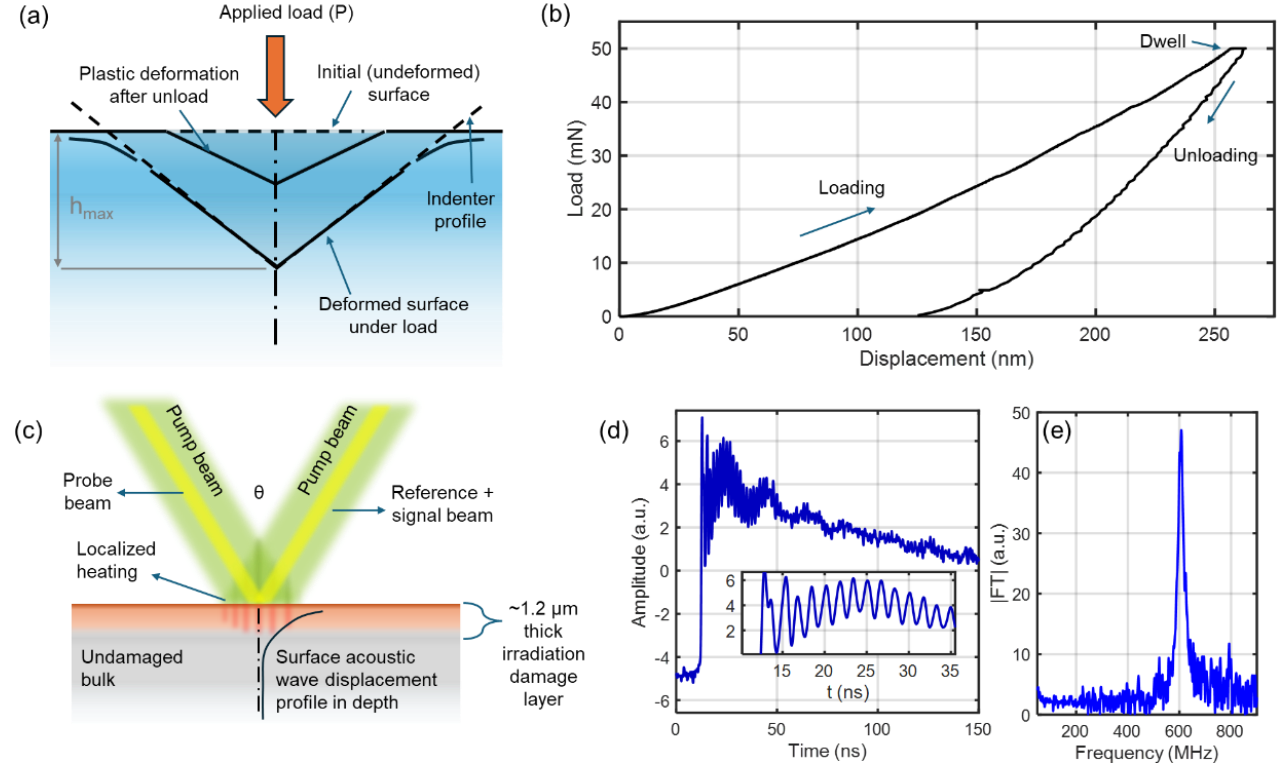 (a)
Applied load (P)
Plastic deformation
after unload
Initial (undeformed)
surface
h_max
Indenter
profile
Deformed surface
under load
(b)
50
40
30
20
10
0
Load (mN)
Dwell
Unloading
Loading
0
50
100
150
200
250
Displacement (nm)
(c)
Pump beam
Pump beam
θ
Probe
beam
Reference +
signal beam
Localized
heating
~1.2 μm
thick
irradiation
damage
layer
Undamaged
bulk
Surface acoustic
wave displacement
profile in depth
(d)
6
4
2
0
-2
-4
-6
Amplitude (a.u.)
6
4
2
15
20
25
30
35
t (ns)
0
50
100
150
Time (ns)
(e)
50
40
30
20
10
0
|FT| (a.u.)
200
400
600
800
Frequency (MHz)